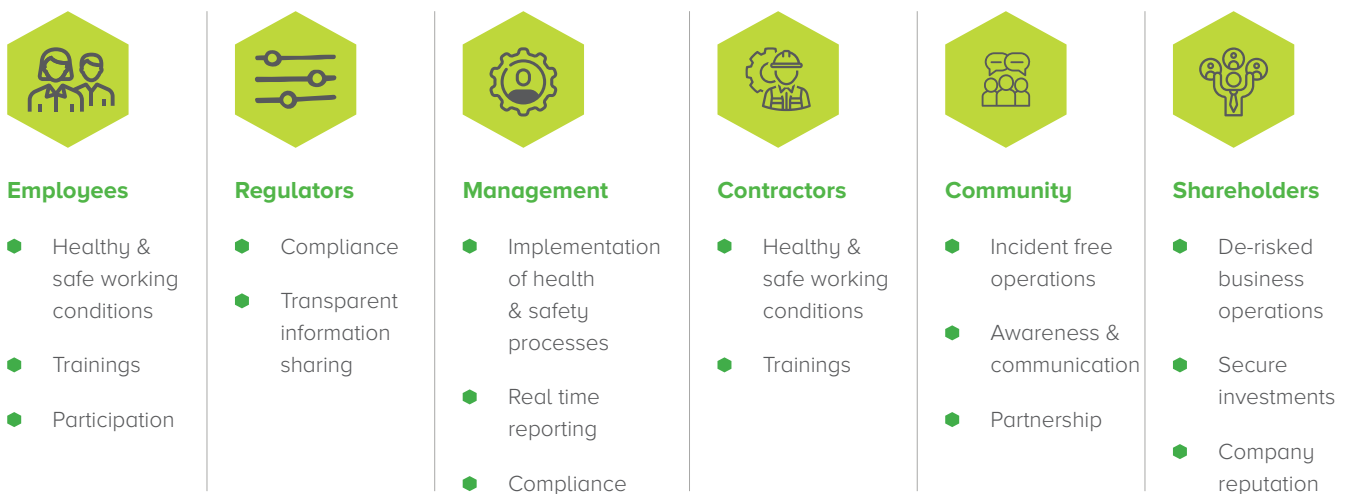 Employees
Healthy &
safe working
conditions
Trainings
Participation
Regulators
Compliance
Transparent
information
sharing
Management
Implementation
of health
& safety
processes
Real time
reporting
Compliance
Contractors
Healthy &
safe working
conditions
Trainings
Community
Incident free
operations
Awareness &
communication
Partnership
Shareholders
De-risked
business
operations
Secure
investments
Company
reputation